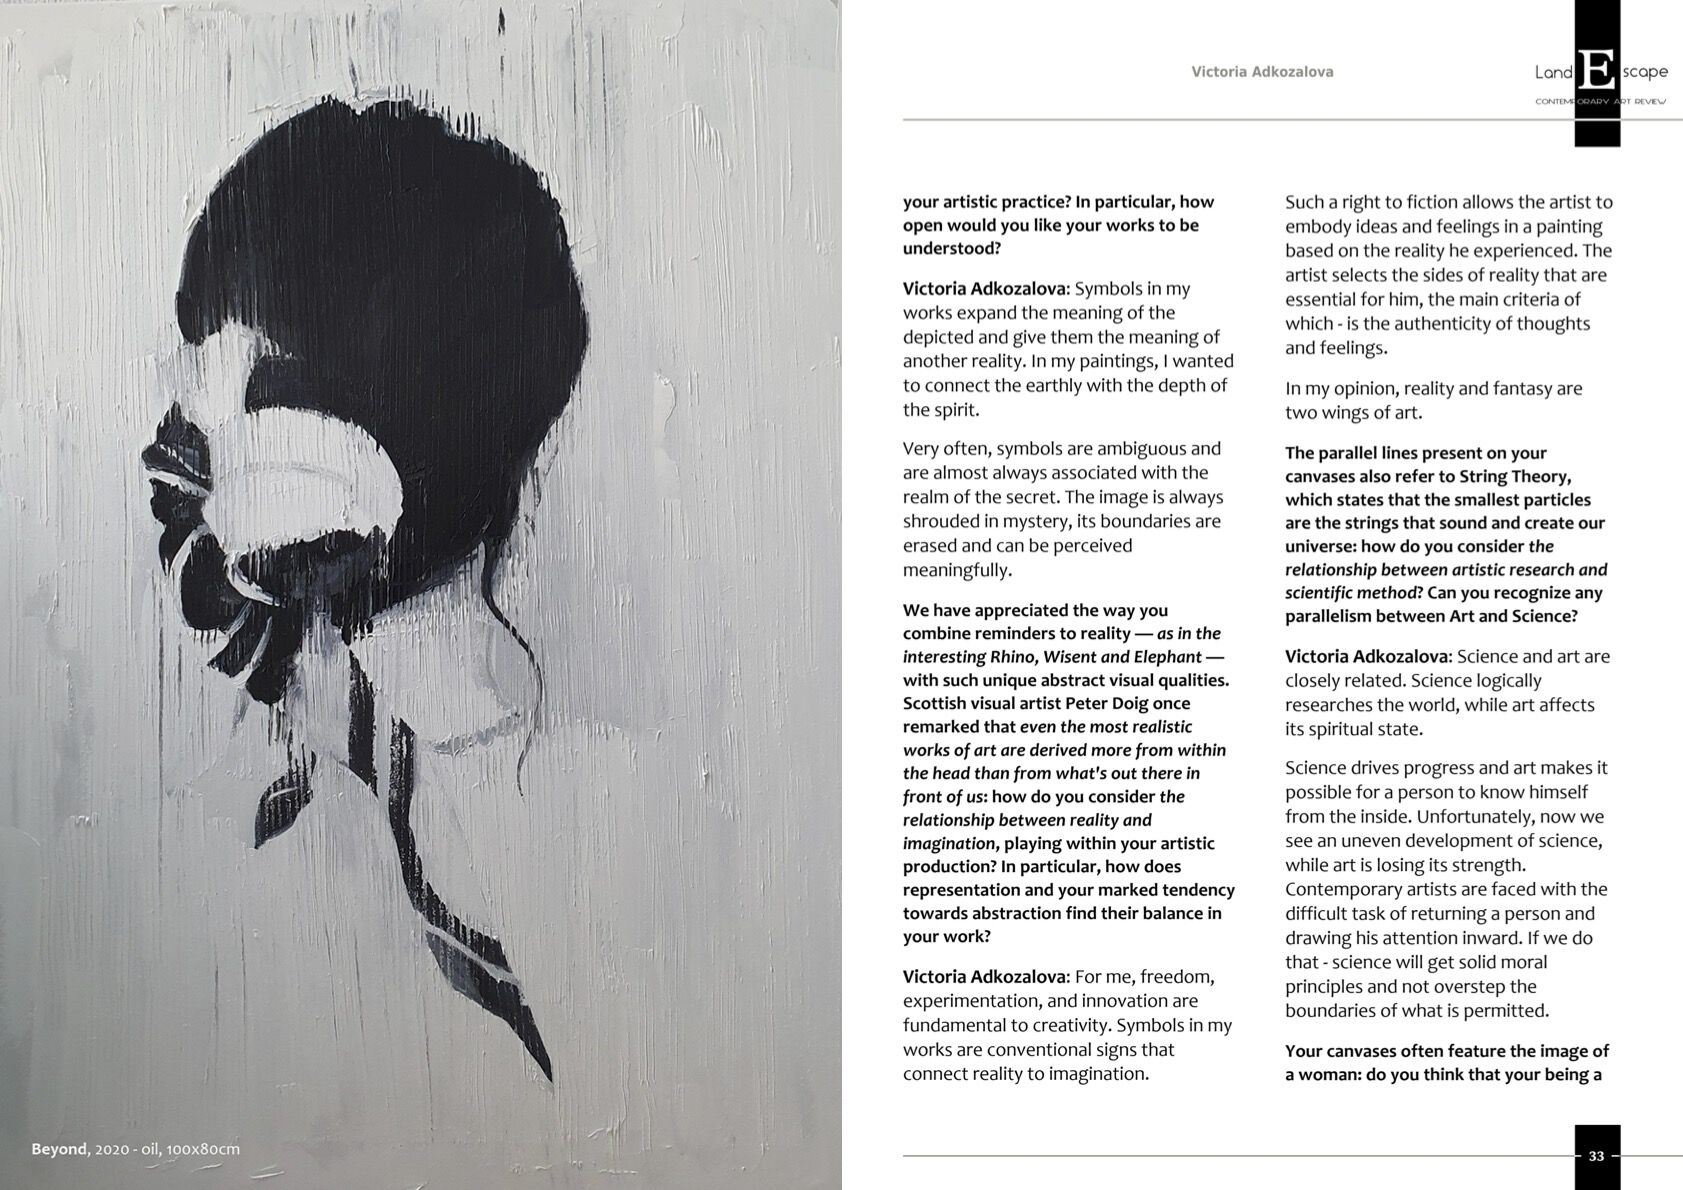 Victoria Adkozalova
Land E scape
CONTEMPORARY ART REVIEW
your artistic practice? In particular, how
open would you like your works to be
understood?
Victoria Adkozalova: Symbols in my
works expand the meaning of the
depicted and give them the meaning of
another reality. In my paintings, I wanted
to connect the earthly with the depth of
the spirit.
Very often, symbols are ambiguous and
are almost always associated with the
realm of the secret. The image is always
shrouded in mystery, its boundaries are
erased and can be perceived
meaningfully.
We have appreciated the way you
combine reminders to reality — as in the
interesting Rhino, Wisent and Elephant —
with such unique abstract visual qualities.
Scottish visual artist Peter Doig once
remarked that even the most realistic
works of art are derived more from within
the head than from what's out there in
front of us: how do you consider the
relationship between reality and
imagination, playing within your artistic
production? In particular, how does
representation and your marked tendency
towards abstraction find their balance in
your work?
Victoria Adkozalova: For me, freedom,
experimentation, and innovation are
fundamental to creativity. Symbols in my
works are conventional signs that
connect reality to imagination.
Such a right to fiction allows the artist to
embody ideas and feelings in a painting
based on the reality he experienced. The
artist selects the sides of reality that are
essential for him, the main criteria of
which - is the authenticity of thoughts
and feelings.
In my opinion, reality and fantasy are
two wings of art.
The parallel lines present on your
canvases also refer to String Theory,
which states that the smallest particles
are the strings that sound and create our
universe: how do you consider the
relationship between artistic research and
scientific method? Can you recognize any
parallelism between Art and Science?
Victoria Adkozalova: Science and art are
closely related. Science logically
researches the world, while art affects
its spiritual state.
Science drives progress and art makes it
possible for a person to know himself
from the inside. Unfortunately, now we
see an uneven development of science,
while art is losing its strength.
Contemporary artists are faced with the
difficult task of returning a person and
drawing his attention inward. If we do
that - science will get solid moral
principles and not overstep the
boundaries of what is permitted.
Your canvases often feature the image of
a woman: do you think that your being a
Beyond, 2020 - oil, 100x80cm
33